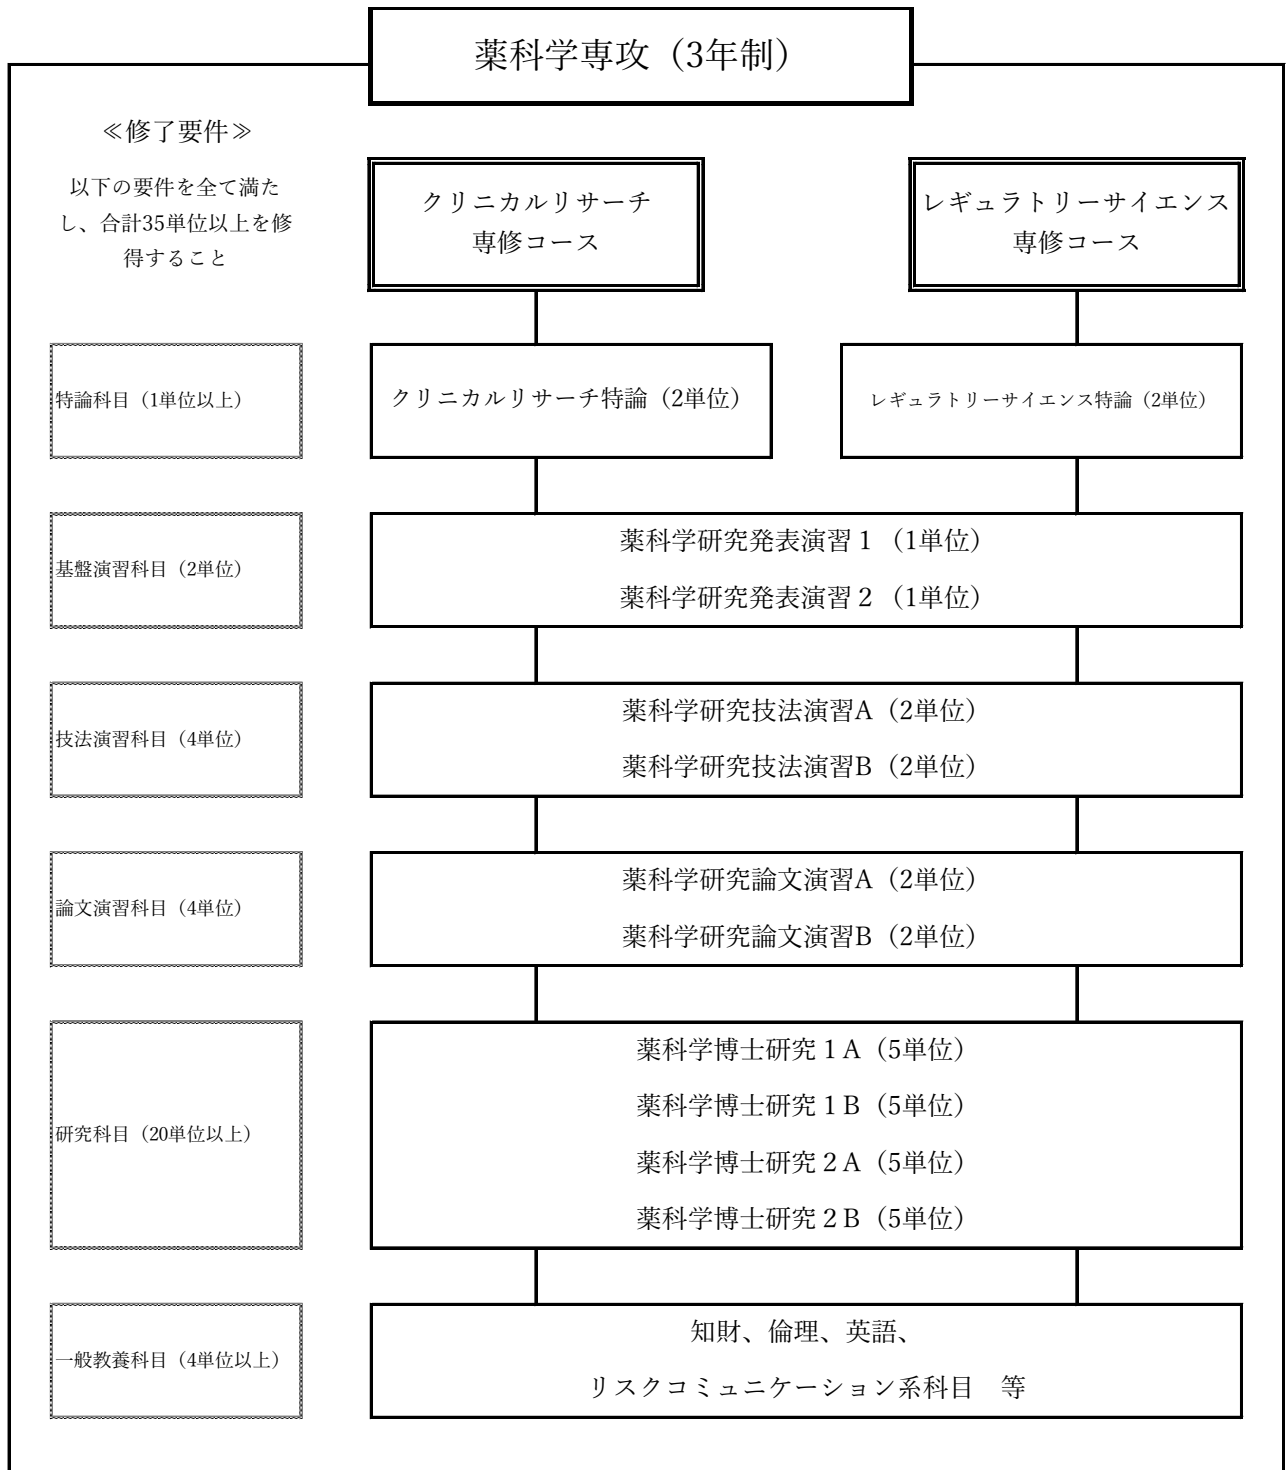 薬科学専攻（3年制）
≪修了要件≫
以下の要件を全て満た
し、合計35単位以上を修
得すること
クリニカルリサーチ
専修コース
レギュラトリーサイエンス
専修コース
特論科目（1単位以上）
クリニカルリサーチ特論（2単位）
レギュラトリーサイエンス特論（2単位）
基盤演習科目（2単位）
薬科学研究発表演習１（1単位）
薬科学研究発表演習２（1単位）
技法演習科目（4単位）
薬科学研究技法演習A（2単位）
薬科学研究技法演習B（2単位）
論文演習科目（4単位）
薬科学研究論文演習A（2単位）
薬科学研究論文演習B（2単位）
研究科目（20単位以上）
薬科学博士研究１A（5単位）
薬科学博士研究１B（5単位）
薬科学博士研究２A（5単位）
薬科学博士研究２B（5単位）
一般教養科目（4単位以上）
知財、倫理、英語、
リスクコミュニケーション系科目　等